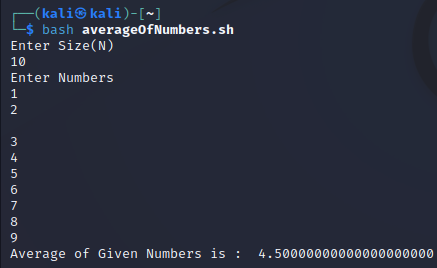 ┌──(kali㉿kali)-[~]
└─$ bash averageOfNumbers.sh
Enter Size(N)
10
Enter Numbers
1
2

3
4
5
6
7
8
9
Average of Given Numbers is :  4.50000000000000000000